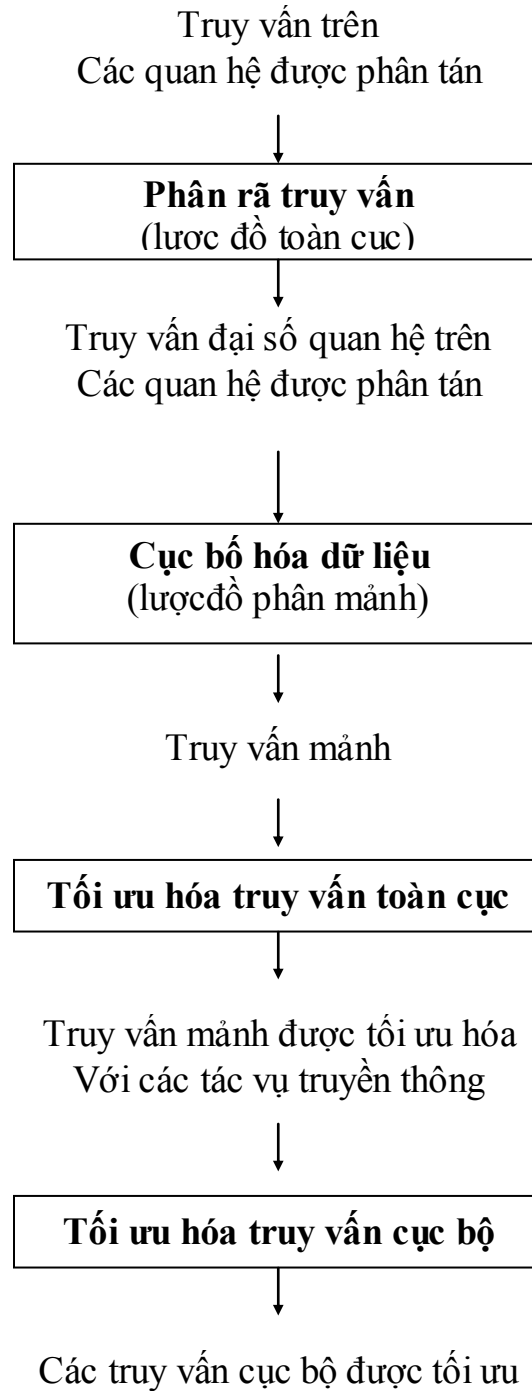 Truy vấn trên
Các quan hệ được phân tán
Phân rã truy vấn
(lược đồ toàn cục)
Truy vấn đại số quan hệ trên
Các quan hệ được phân tán
Cục bố hóa dữ liệu
(lượcđồ phân mảnh)
Truy vấn mảnh
Tối ưu hóa truy vấn toàn cục
Truy vấn mảnh được tối ưu hóa
Với các tác vụ truyền thông
Tối ưu hóa truy vấn cục bộ
Các truy vấn cục bộ được tối ưu